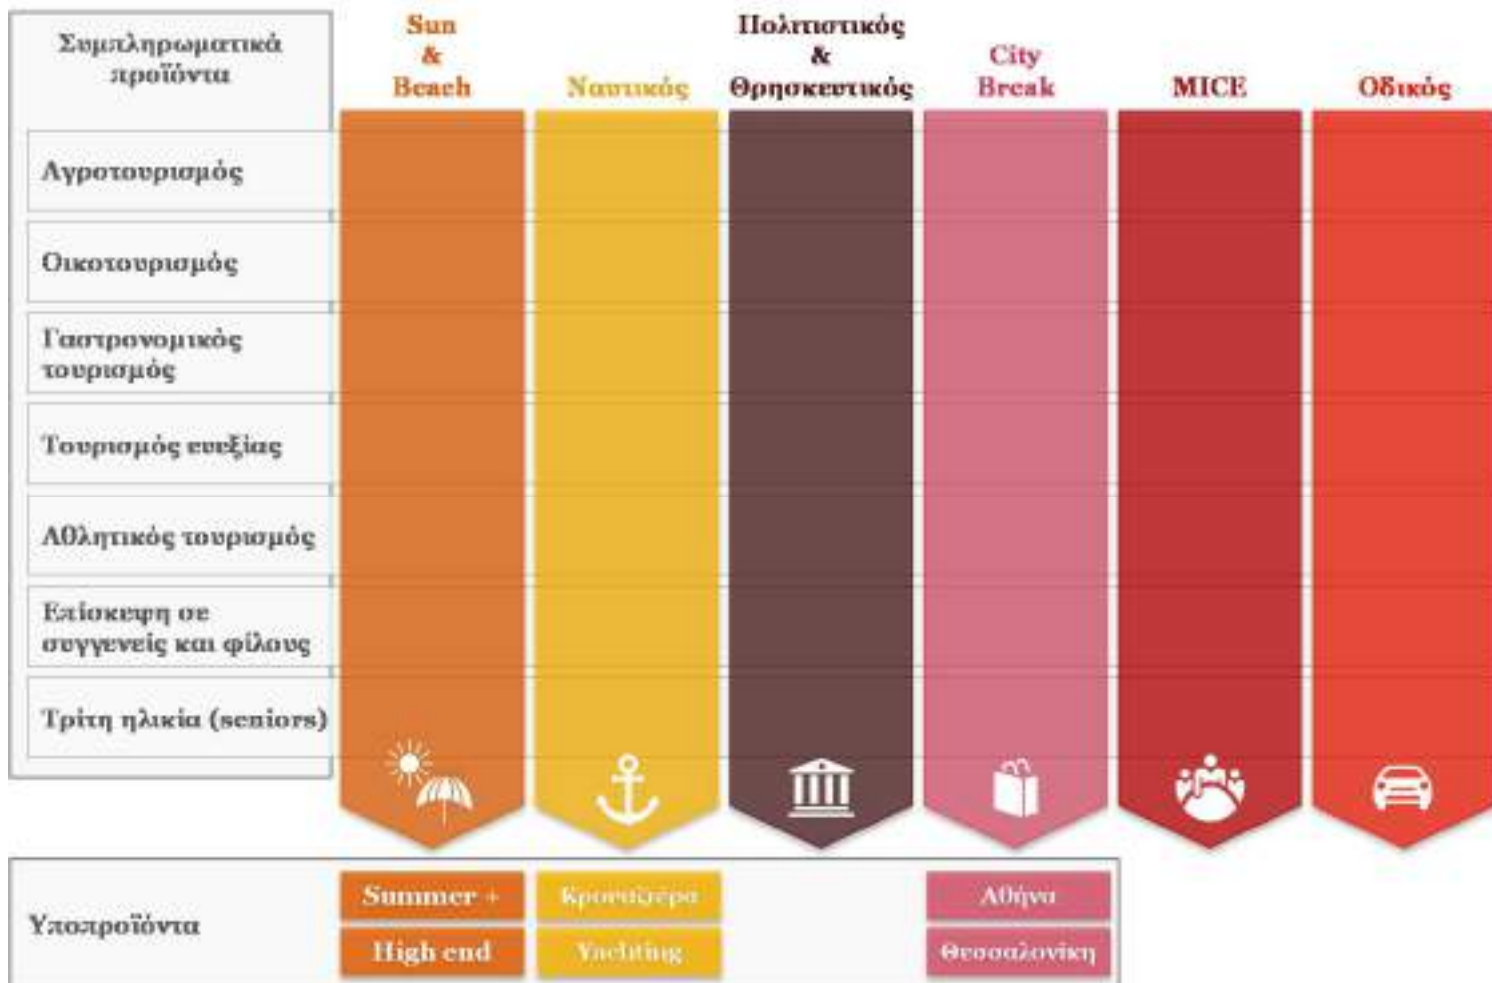 Συμπληρωματικά
προϊόντα
Sun
&
Beach
Ναυτικός
Πολιτιστικός
&
Θρησκευτικός
City
Break
MICE
Οδικός
Αγροτουρισμός
Οικοτουρισμός
Γαστρονομικός
τουρισμός
Τουρισμός ευεξίας
Αθλητικός τουρισμός
Επίσκεψη σε
συγγενείς και φίλους
Τρίτη ηλικία (seniors)
Υποπροϊόντα
Summer +
Κρουαζιέρα
Αθήνα
High end
Yachting
Θεσσαλονίκη